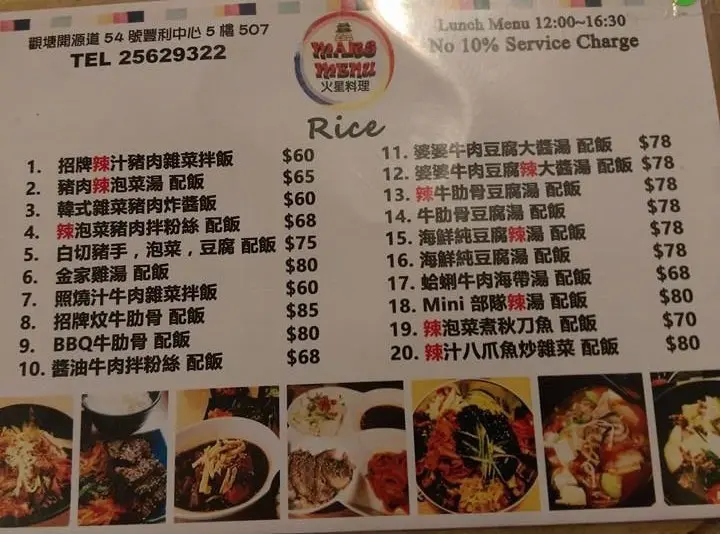 觀塘開源道 54 號豐利中心 5 樓 507
TEL 25629322
MARS
MENU
火星料理
Lunch Menu 12:00~16:30
No 10% Service Charge
Rice
1. 招牌辣汁豬肉雜菜拌飯 $60
2. 豬肉辣泡菜湯 配飯 $65
3. 韓式雜菜豬肉炸醬飯 $60
4. 辣泡菜豬肉拌粉絲 配飯 $68
5. 白切豬手，泡菜，豆腐 配飯 $75
6. 金家雞湯 配飯 $80
7. 照燒汁牛肉雜菜拌飯 $60
8. 招牌炆牛肋骨 配飯 $85
9. BBQ牛肋骨 配飯 $80
10. 醬油牛肉拌粉絲 配飯 $68
11. 婆婆牛肉豆腐大醬湯 配飯 $78
12. 婆婆牛肉豆腐辣大醬湯 配飯 $78
13. 辣牛肋骨豆腐湯 配飯 $78
14. 牛肋骨豆腐湯 配飯 $78
15. 海鮮純豆腐辣湯 配飯 $78
16. 海鮮純豆腐湯 配飯 $78
17. 蛤蜊牛肉海帶湯 配飯 $68
18. Mini 部隊辣湯 配飯 $80
19. 辣泡菜煮秋刀魚 配飯 $70
20. 辣汁八爪魚炒雜菜 配飯 $80